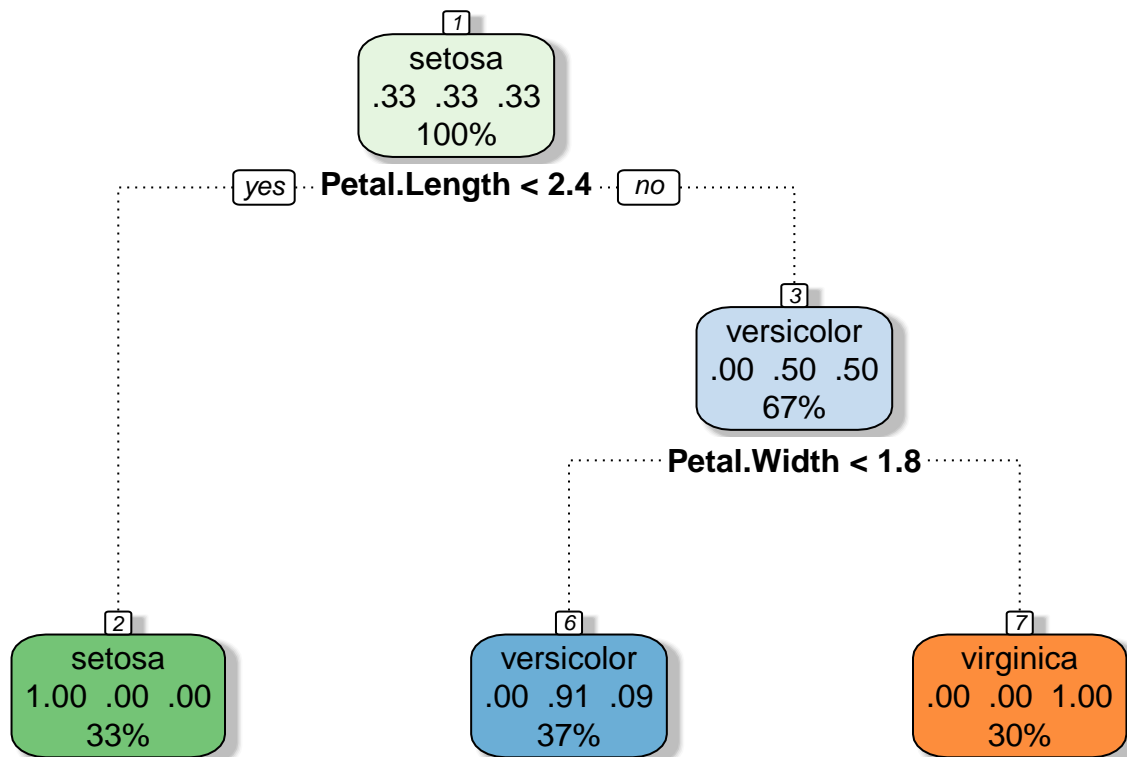 1
setosa
.33 .33 .33
100%
yes Petal.Length < 2.4 no
3
versicolor
.00 .50 .50
67%
Petal.Width < 1.8
2
setosa
1.00 .00 .00
33%
6
versicolor
.00 .91 .09
37%
7
virginica
.00 .00 1.00
30%